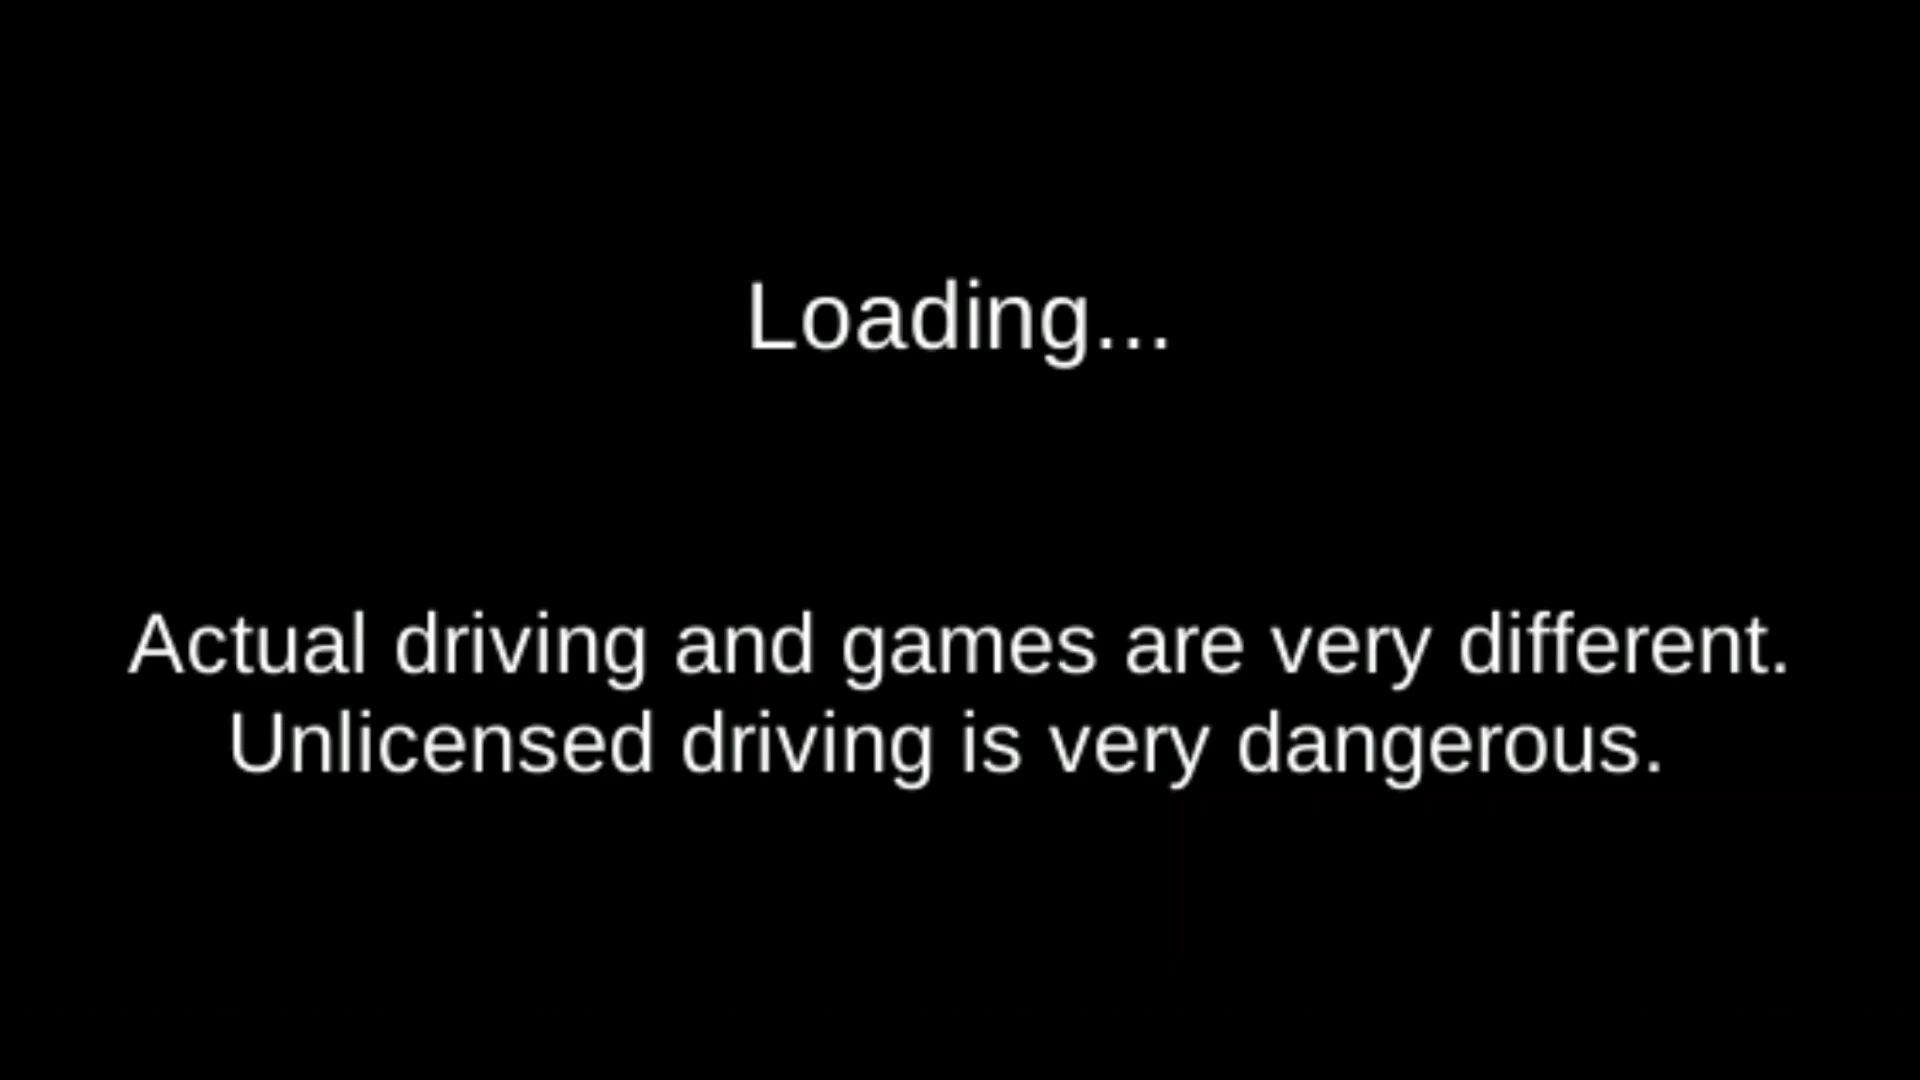 Loading...
Actual driving and games are very different.
Unlicensed driving is very dangerous.